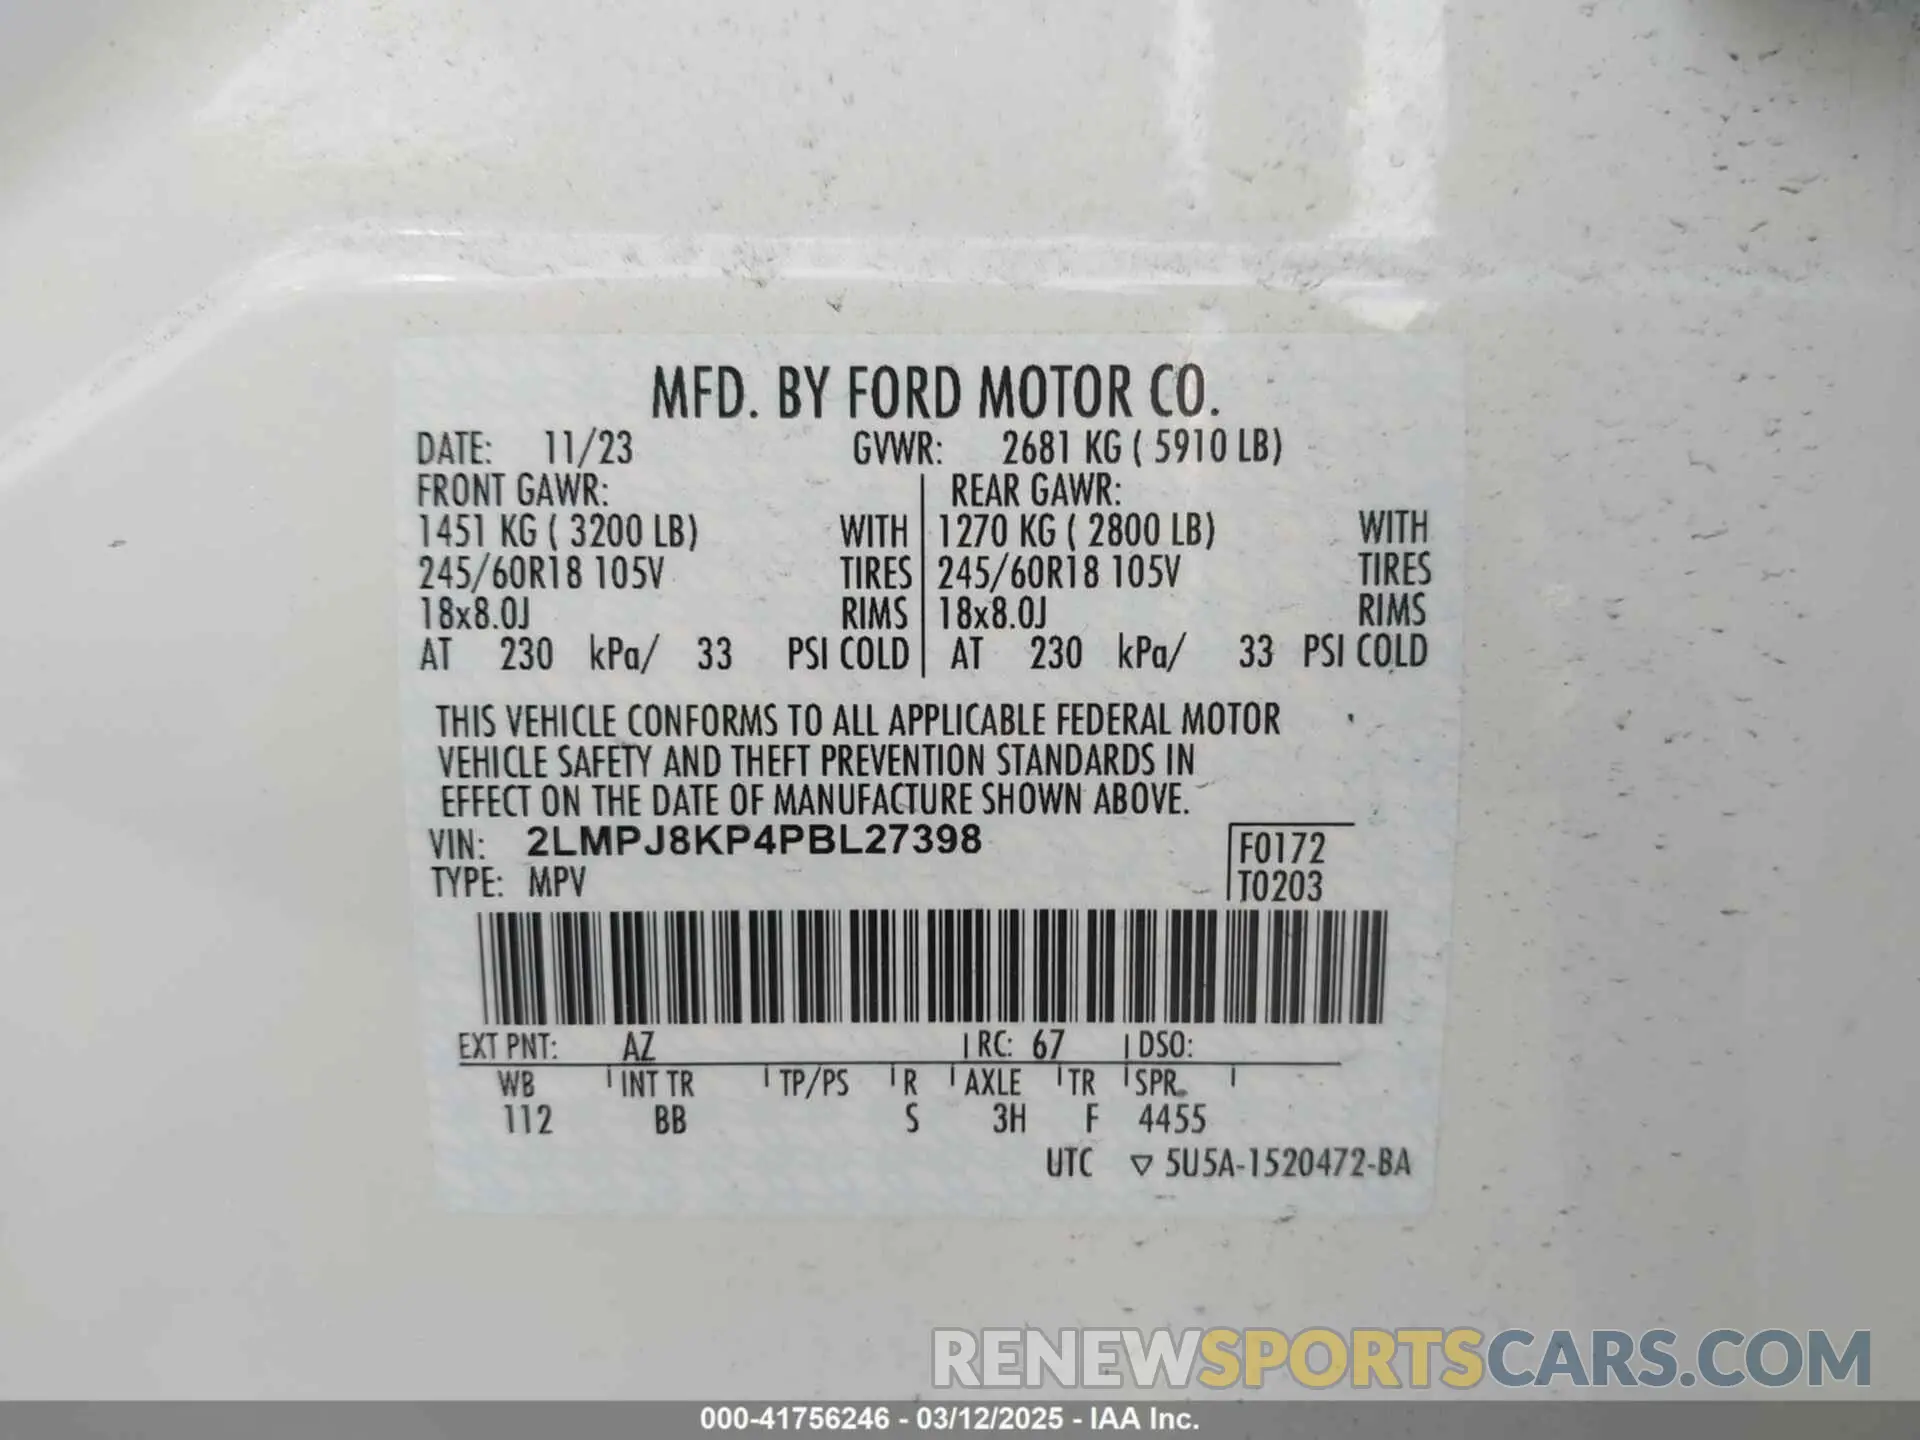 MFD. BY FORD MOTOR CO.
DATE: 11/23 GVWR: 2681 KG ( 5910 LB)
FRONT GAWR: REAR GAWR:
1451 KG ( 3200 LB) WITH 1270 KG ( 2800 LB) WITH
245/60R18 105V TIRES 245/60R18 105V TIRES
18x8.0J RIMS 18x8.0J RIMS
AT 230 kPa/ 33 PSI COLD AT 230 kPa/ 33 PSI COLD
THIS VEHICLE CONFORMS TO ALL APPLICABLE FEDERAL MOTOR
VEHICLE SAFETY AND THEFT PREVENTION STANDARDS IN
EFFECT ON THE DATE OF MANUFACTURE SHOWN ABOVE.
VIN: 2LMPJ8KP4PBL27398 F0172
TYPE: MPV T0203
EXT PNT: AZ RC: 67 DSO:
WB INT TR TP/PS R AXLE TR SPR
112 BB S 3H F 4455
UTC ▽ 5U5A-1520472-BA
RENEWSPORTSCARS.COM
000-41756246 - 03/12/2025 - IAA Inc.